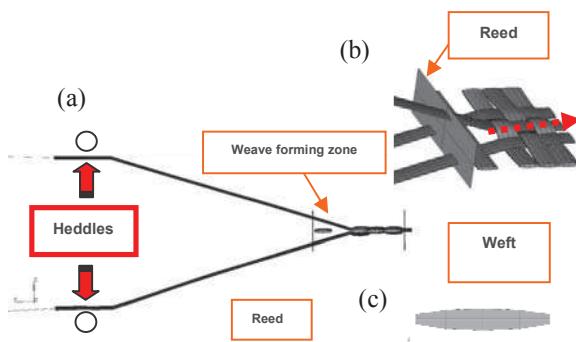 (b)
Reed
(a)
Weave forming zone
Heddles
Weft
Reed
(c)